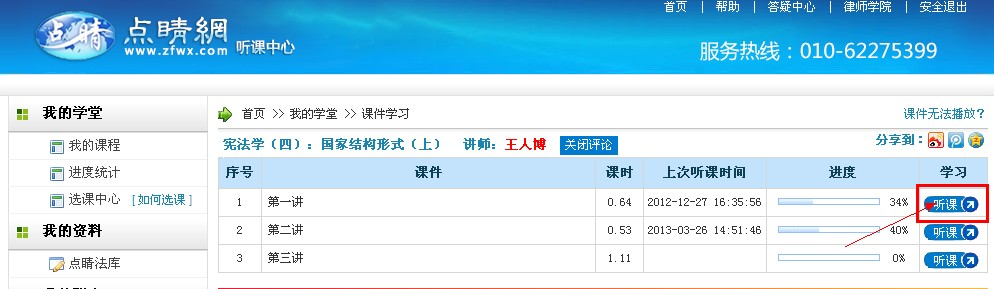 首页 | 帮助 | 答疑中心 | 律师学院 | 安全退出
点睛 点睛網 www.zfwx.com 听课中心
服务热线：010-62275399
我的学堂
我的课程
进度统计
选课中心 [如何选课]
我的资料
点睛法库
首页 >> 我的学堂 >> 课件学习 课件无法播放？
宪法学（四）：国家结构形式（上） 讲师：王人博 关闭评论 分享到：
序号 课件 课时 上次听课时间 进度 学习
1 第一讲 0.64 2012-12-27 16:35:56 34% 听课
2 第二讲 0.53 2013-03-26 14:51:46 40% 听课
3 第三讲 1.11 0% 听课